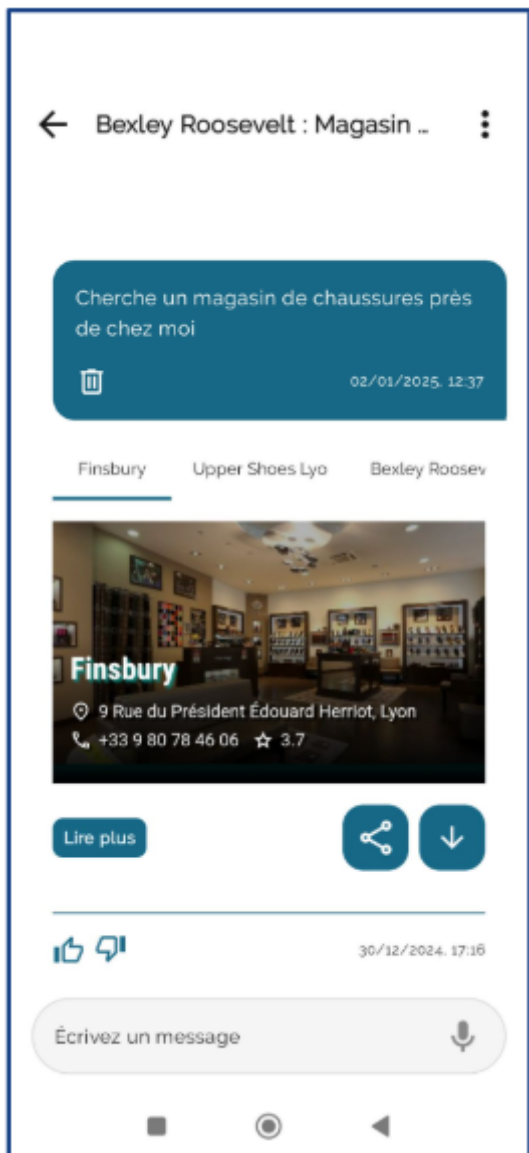 Bexley Roosevelt : Magasin ...
Cherche un magasin de chaussures près
de chez moi
02/01/2025, 12:37
Finsbury
Upper Shoes Lyo
Bexley Roosev
Finsbury
9 Rue du Président Édouard Herriot, Lyon
+33 9 80 78 46 06 3.7
Lire plus
30/12/2024, 17:16
Écrivez un message